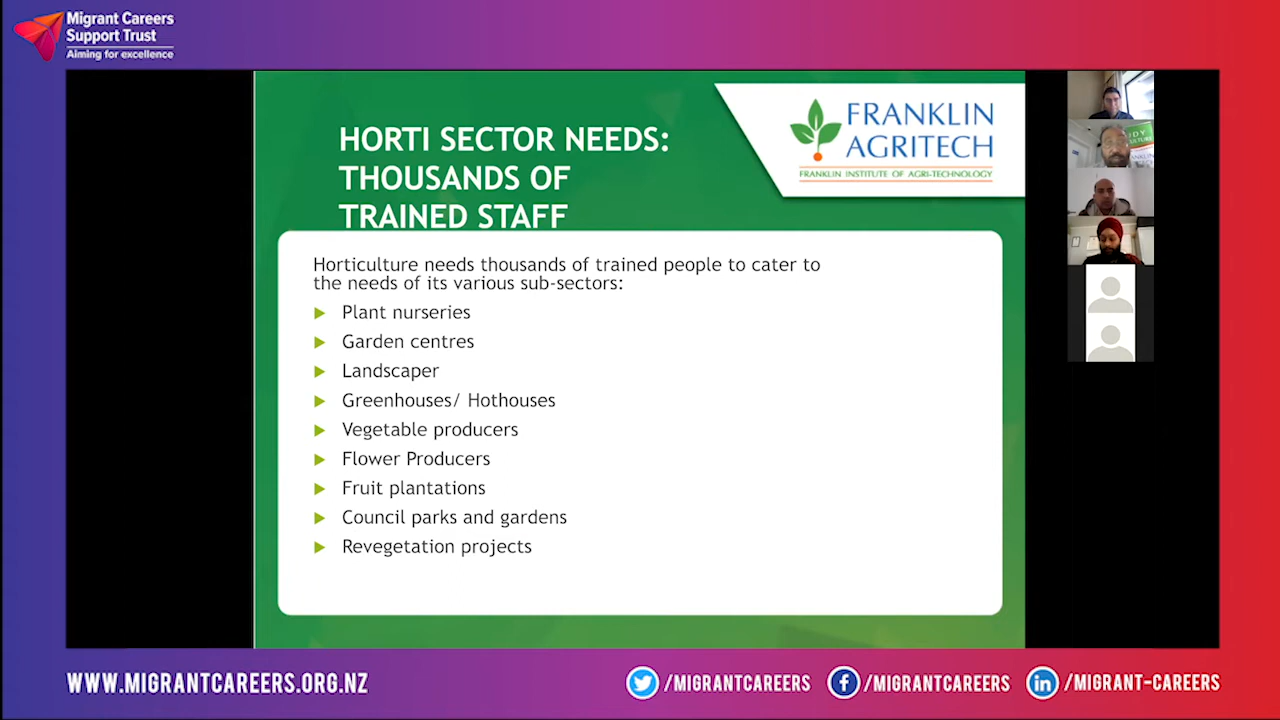 Migrant Careers
Support Trust
Aiming for excellence
HORTI SECTOR NEEDS:
THOUSANDS OF
TRAINED STAFF
FRANKLIN
AGRITECH
FRANKLIN INSTITUTE OF AGRI-TECHNOLOGY
Horticulture needs thousands of trained people to cater to
the needs of its various sub-sectors:
Plant nurseries
Garden centres
Landscaper
Greenhouses/ Hothouses
Vegetable producers
Flower Producers
Fruit plantations
Council parks and gardens
Revegetation projects
WWW.MIGRANTCAREERS.ORG.NZ
/MIGRANTCAREERS
/MIGRANTCAREERS
/MIGRANT-CAREERS